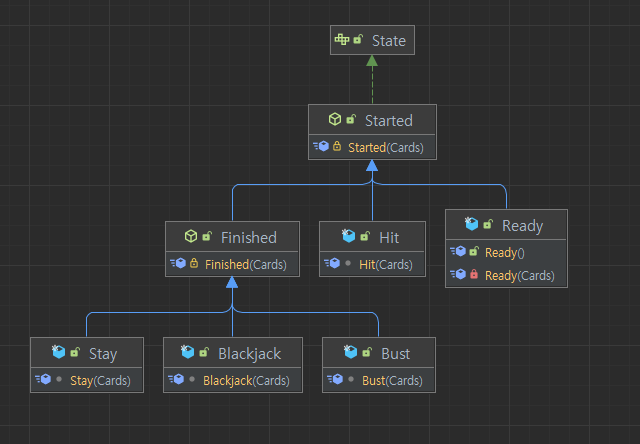 State
Started
Started(Cards)
Finished
Finished(Cards)
Hit
Hit(Cards)
Ready
Ready()
Ready(Cards)
Stay
Stay(Cards)
Blackjack
Blackjack(Cards)
Bust
Bust(Cards)